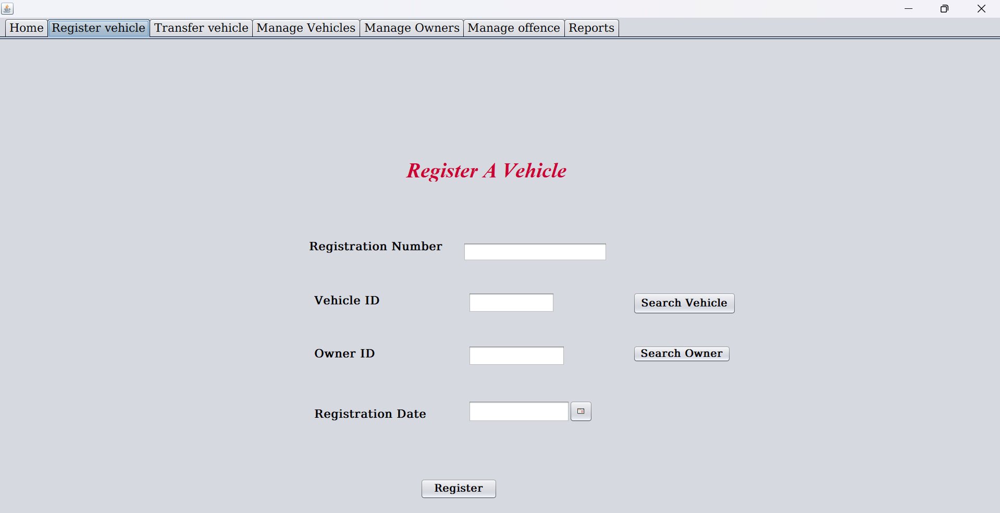 Home Register vehicle Transfer vehicle Manage Vehicles Manage Owners Manage offence Reports
Register A Vehicle
Registration Number
Vehicle ID Search Vehicle
Owner ID Search Owner
Registration Date
Register